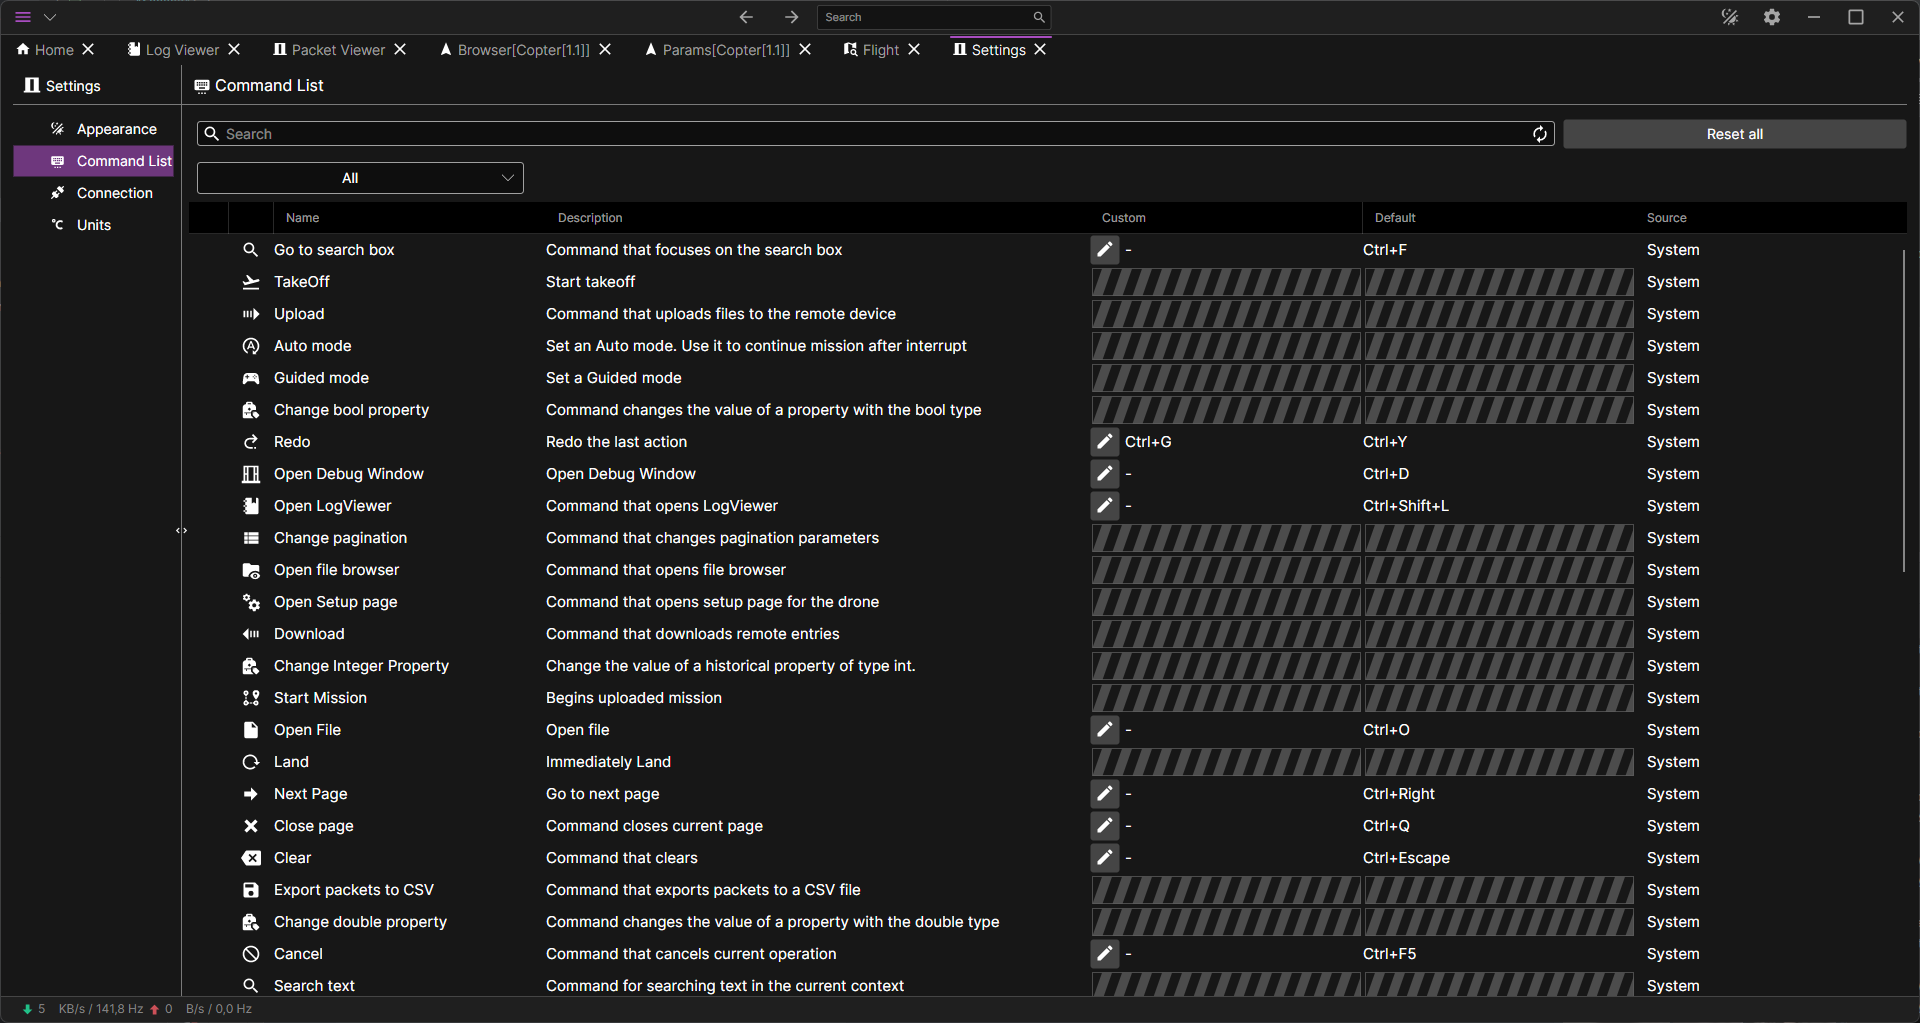 Search
Home
Log Viewer
Packet Viewer
Browser[Copter[1.1]]
Params[Copter[1.1]]
Flight
Settings
Settings
Appearance
Command List
Connection
°C Units
Command List
Search
Reset all
All
Name Description Custom Default Source
Go to search box Command that focuses on the search box - Ctrl+F System
TakeOff Start takeoff System
Upload Command that uploads files to the remote device System
Auto mode Set an Auto mode. Use it to continue mission after interrupt System
Guided mode Set a Guided mode System
Change bool property Command changes the value of a property with the bool type System
Redo Redo the last action Ctrl+G Ctrl+Y System
Open Debug Window Open Debug Window - Ctrl+D System
Open LogViewer Command that opens LogViewer - Ctrl+Shift+L System
Change pagination Command that changes pagination parameters System
Open file browser Command that opens file browser System
Open Setup page Command that opens setup page for the drone System
Download Command that downloads remote entries System
Change Integer Property Change the value of a historical property of type int. System
Start Mission Begins uploaded mission System
Open File Open file - Ctrl+O System
Land Immediately Land System
Next Page Go to next page - Ctrl+Right System
Close page Command closes current page - Ctrl+Q System
Clear Command that clears - Ctrl+Escape System
Export packets to CSV Command that exports packets to a CSV file System
Change double property Command changes the value of a property with the double type System
Cancel Command that cancels current operation - Ctrl+F5 System
Search text Command for searching text in the current context System
5 KB/s / 141,8 Hz 0 B/s / 0,0 Hz